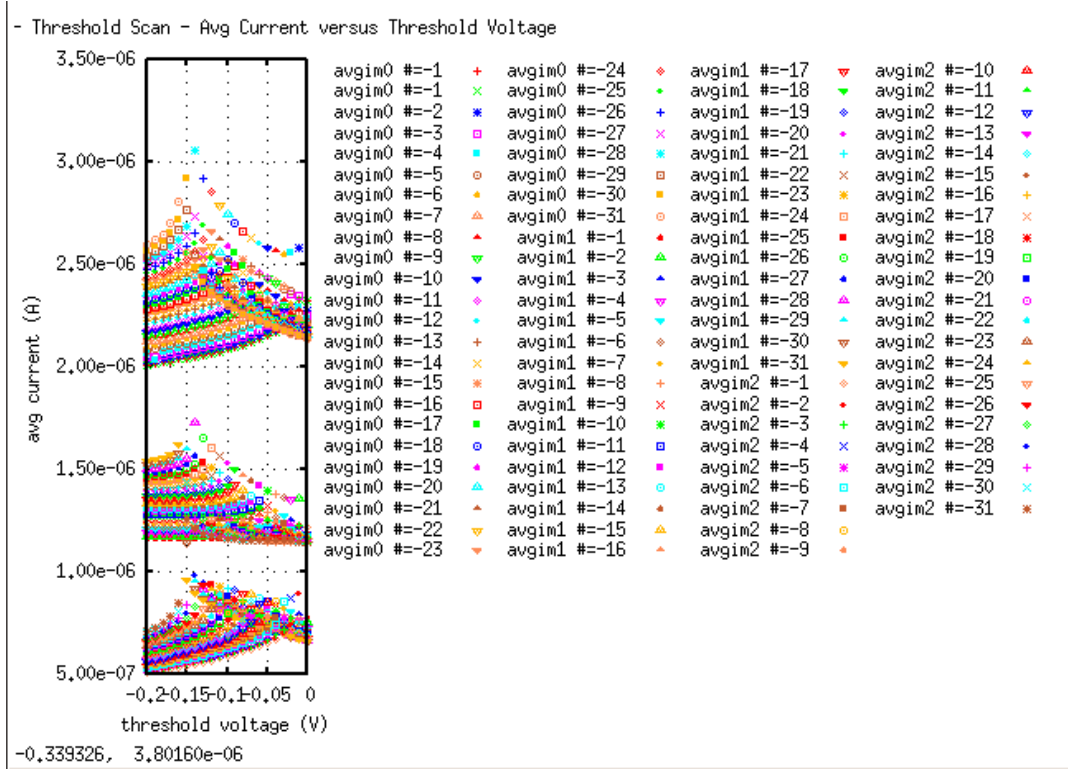 - Threshold Scan - Avg Current versus Threshold Voltage
3.50e-06
3.00e-06
2.50e-06
2.00e-06
1.50e-06
1.00e-06
5.00e-07
avg current (A)
-0.2 -0.15 -0.1 -0.05 0
threshold voltage (V)
avgim0 #=-1 avgim0 #=-24 avgim1 #=-17 avgim2 #=-10
avgim0 #=-1 avgim0 #=-25 avgim1 #=-18 avgim2 #=-11
avgim0 #=-2 avgim0 #=-26 avgim1 #=-19 avgim2 #=-12
avgim0 #=-3 avgim0 #=-27 avgim1 #=-20 avgim2 #=-13
avgim0 #=-4 avgim0 #=-28 avgim1 #=-21 avgim2 #=-14
avgim0 #=-5 avgim0 #=-29 avgim1 #=-22 avgim2 #=-15
avgim0 #=-6 avgim0 #=-30 avgim1 #=-23 avgim2 #=-16
avgim0 #=-7 avgim0 #=-31 avgim1 #=-24 avgim2 #=-17
avgim0 #=-8 avgim1 #=-1 avgim1 #=-25 avgim2 #=-18
avgim0 #=-9 avgim1 #=-2 avgim1 #=-26 avgim2 #=-19
avgim0 #=-10 avgim1 #=-3 avgim1 #=-27 avgim2 #=-20
avgim0 #=-11 avgim1 #=-4 avgim1 #=-28 avgim2 #=-21
avgim0 #=-12 avgim1 #=-5 avgim1 #=-29 avgim2 #=-22
avgim0 #=-13 avgim1 #=-6 avgim1 #=-30 avgim2 #=-23
avgim0 #=-14 avgim1 #=-7 avgim1 #=-31 avgim2 #=-24
avgim0 #=-15 avgim1 #=-8 avgim2 #=-1 avgim2 #=-25
avgim0 #=-16 avgim1 #=-9 avgim2 #=-2 avgim2 #=-26
avgim0 #=-17 avgim1 #=-10 avgim2 #=-3 avgim2 #=-27
avgim0 #=-18 avgim1 #=-11 avgim2 #=-4 avgim2 #=-28
avgim0 #=-19 avgim1 #=-12 avgim2 #=-5 avgim2 #=-29
avgim0 #=-20 avgim1 #=-13 avgim2 #=-6 avgim2 #=-30
avgim0 #=-21 avgim1 #=-14 avgim2 #=-7 avgim2 #=-31
avgim0 #=-22 avgim1 #=-15 avgim2 #=-8
avgim0 #=-23 avgim1 #=-16 avgim2 #=-9
-0.339326, 3.80160e-06